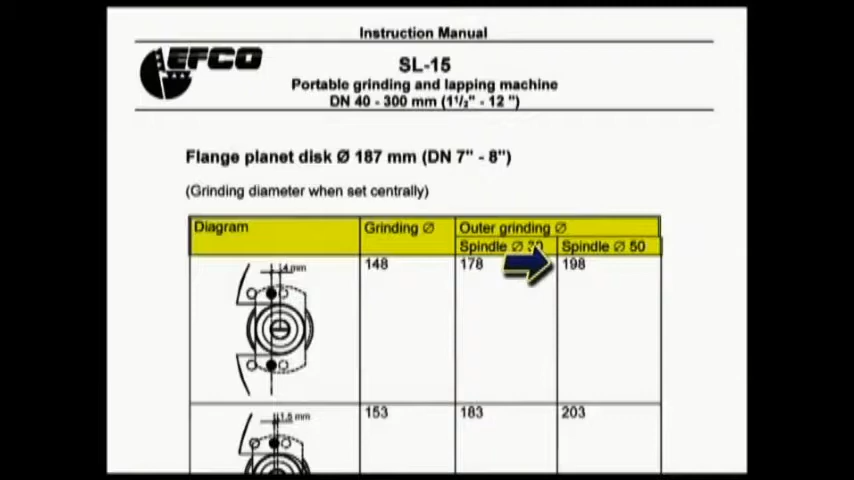 Instruction Manual
EFCO
SL-15
Portable grinding and lapping machine
DN 40 - 300 mm (1¹/₂" - 12 ")
Flange planet disk Ø 187 mm (DN 7" - 8")
(Grinding diameter when set centrally)
Diagram Grinding Ø Outer grinding Ø
Spindle Ø Spindle Ø 50
4 mm 148 178 198
1,5 mm 153 183 203